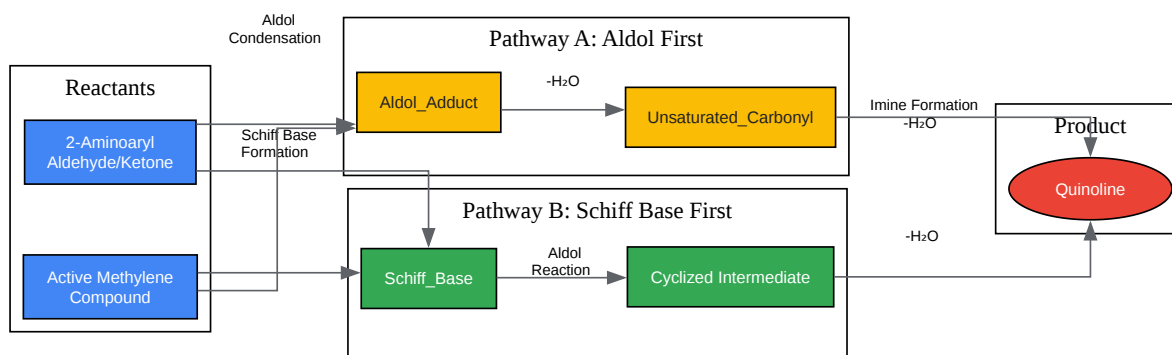 Aldol
Condensation
Pathway A: Aldol First
Reactants
-H₂O
Aldol_Adduct
Unsaturated_Carbonyl
Imine Formation
-H₂O
Product
2-Aminoaryl
Aldehyde/Ketone
Schiff Base
Formation
Quinoline
Pathway B: Schiff Base First
-H₂O
Active Methylene
Compound
Schiff_Base
Aldol
Reaction
Cyclized Intermediate